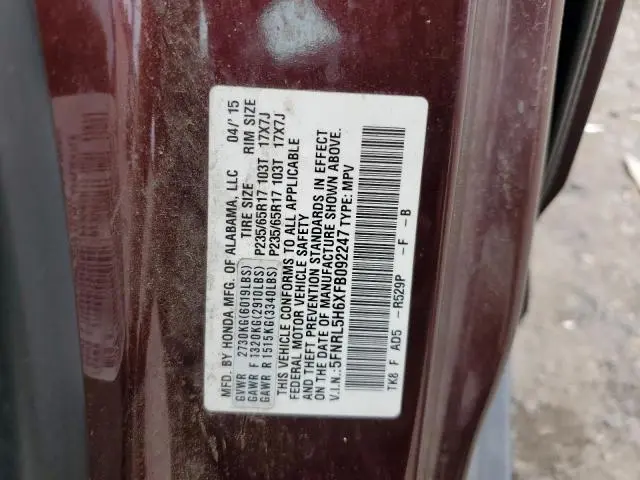 MFD. BY HONDA MFG. OF ALABAMA, LLC 04/'15
GVWR 2730KG(6019LBS) TIRE SIZE RIM SIZE
GAWR F 1320KG(2910LBS) P235/65R17 103T 17X7J
GAWR R 1515KG(3340LBS) P235/65R17 103T 17X7J
THIS VEHICLE CONFORMS TO ALL APPLICABLE
FEDERAL MOTOR VEHICLE SAFETY
AND THEFT PREVENTION STANDARDS IN EFFECT
ON THE DATE OF MANUFACTURE SHOWN ABOVE.
V.I.N.:5FNRL5H6XFB092247 TYPE: MPV
TK8 F AD5 -R529P -F -B